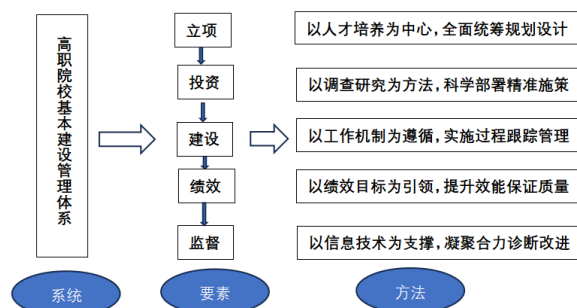 高职院校基本建设管理体系
立项
投资
建设
绩效
监督
以人才培养为中心，全面统筹规划设计
以调查研究为方法，科学部署精准施策
以工作机制为遵循，实施过程跟踪管理
以绩效目标为引领，提升效能保证质量
以信息技术为支撑，凝聚合力诊断改进
系统
要素
方法